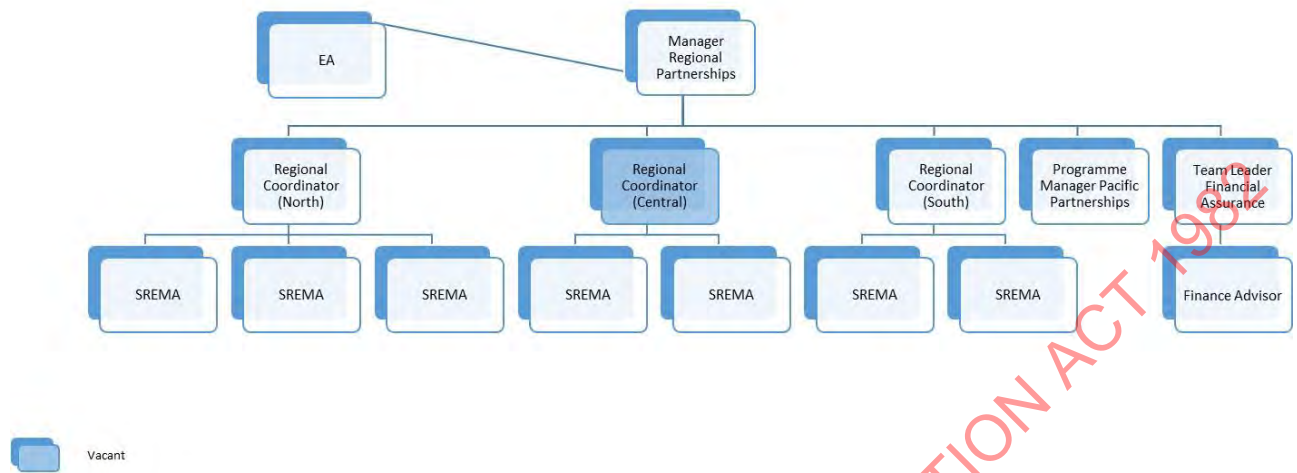 EA
Manager
Regional
Partnerships
Regional
Coordinator
(North)
Regional
Coordinator
(Central)
Regional
Coordinator
(South)
Programme
Manager Pacific
Partnerships
Team Leader
Financial
Assurance
SREMA
SREMA
SREMA
SREMA
SREMA
SREMA
SREMA
Finance Advisor
Vacant
TION ACT 1982